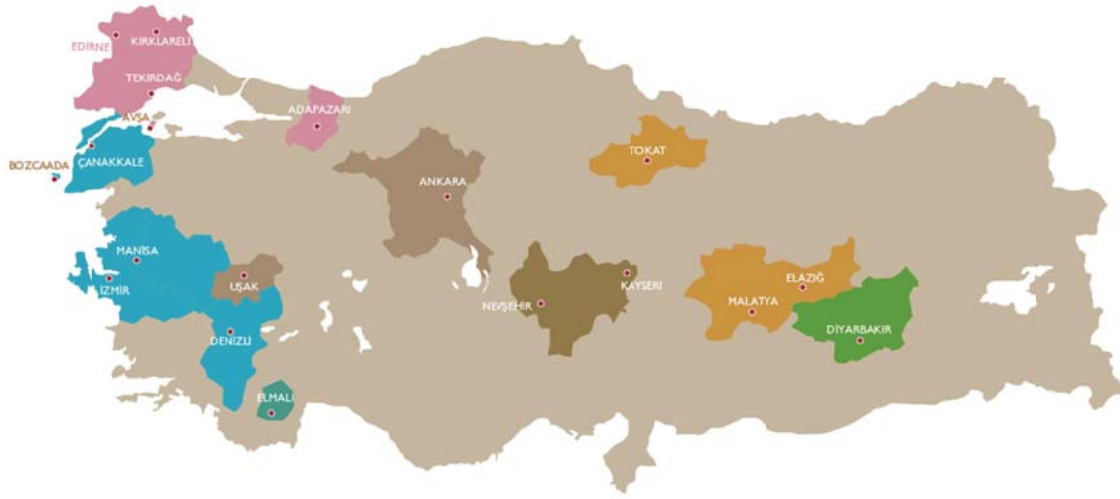 EDİRNE
KIRKLARELİ
TEKİRDAĞ
ADAPAZARI
AVŞA
ÇANAKKALE
BOZCAADA
TOKAT
ANKARA
MANİSA
İZMİR
UŞAK
ELAZIĞ
KAYSERİ
NEVŞEHİR
MALATYA
DİYARBAKIR
DENİZLİ
ELMALI